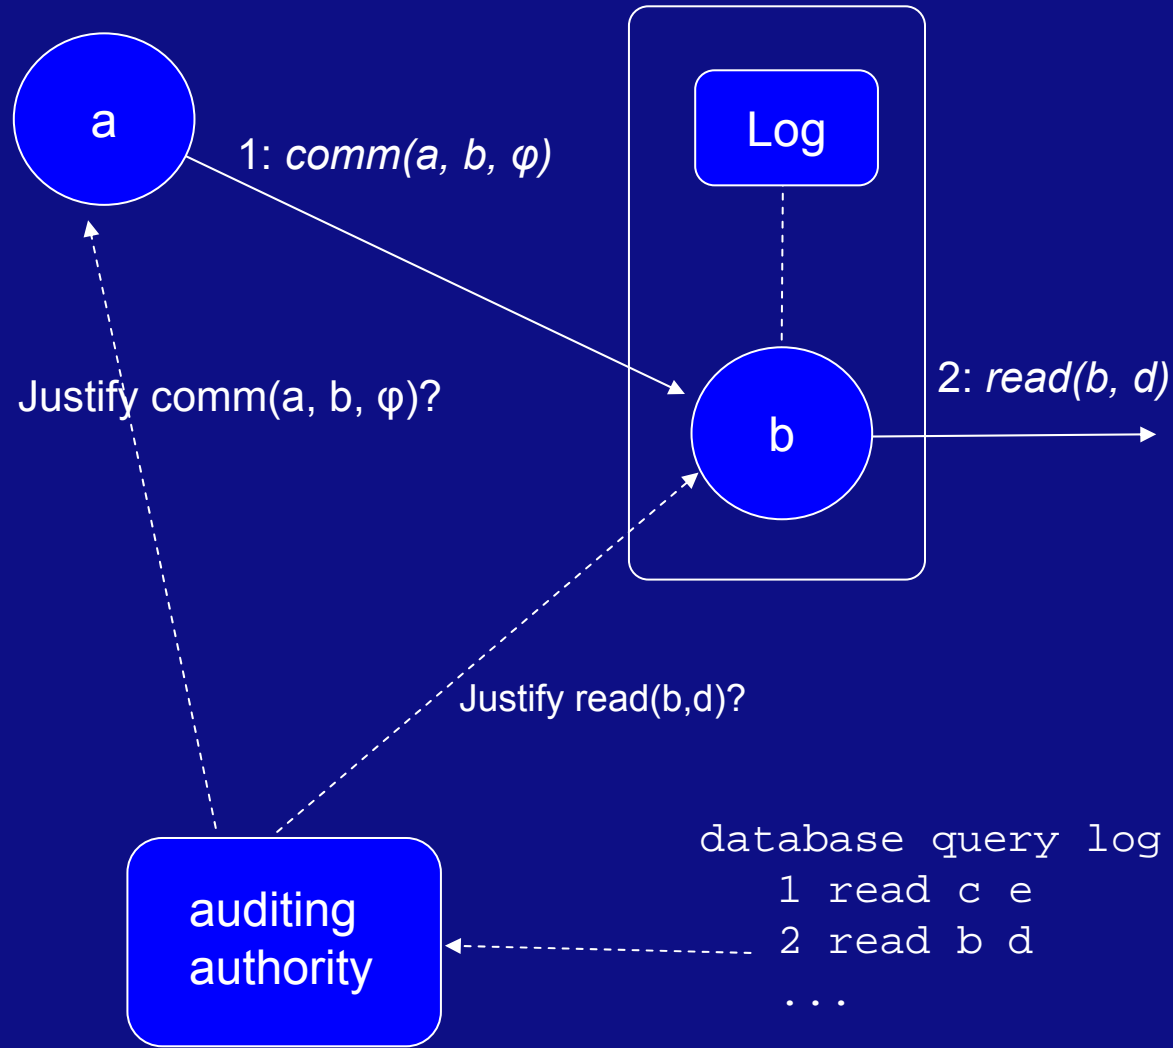 a
Log
1: comm(a, b, φ)
2: read(b, d)
Justify comm(a, b, φ)?
b
Justify read(b,d)?
database query log
1 read c e
2 read b d
...
auditing
authority